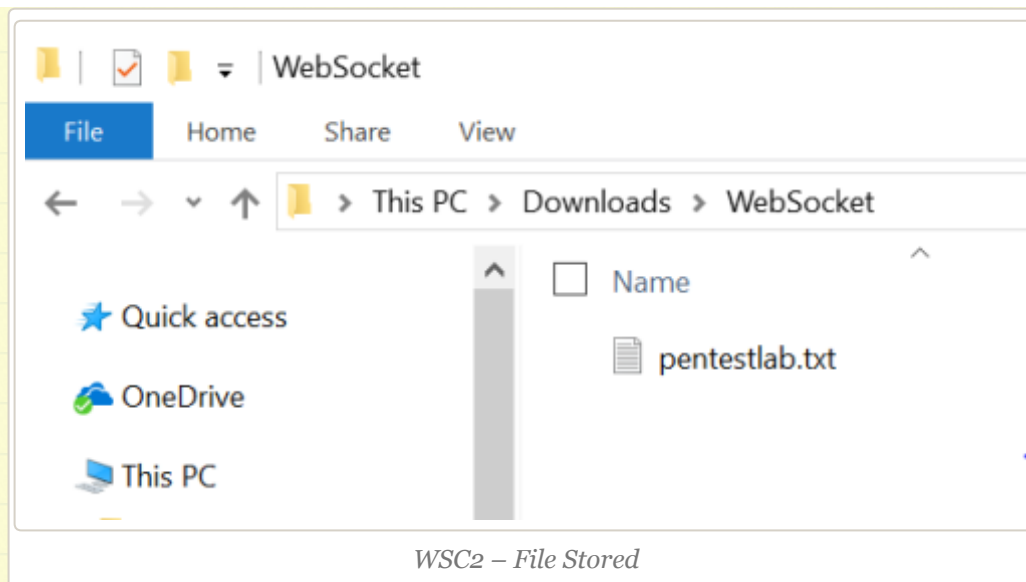 WebSocket
File Home Share View
This PC > Downloads > WebSocket
Name
Quick access
pentestlab.txt
OneDrive
This PC
WSC2 – File Stored